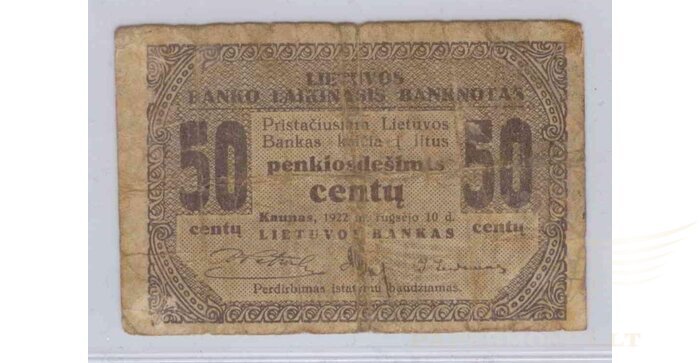 LIETUVOS
BANKO LAIKINASIS BANKNOTAS
50 50
Pristačiusiam Lietuvos
Bankas keičia į litus
penkiosdešimts
centų
centų centų
Kaunas, 1922 m. rugsėjo 10 d.
LIETUVOS BANKAS
Perdirbimas įstatymu baudžiamas.